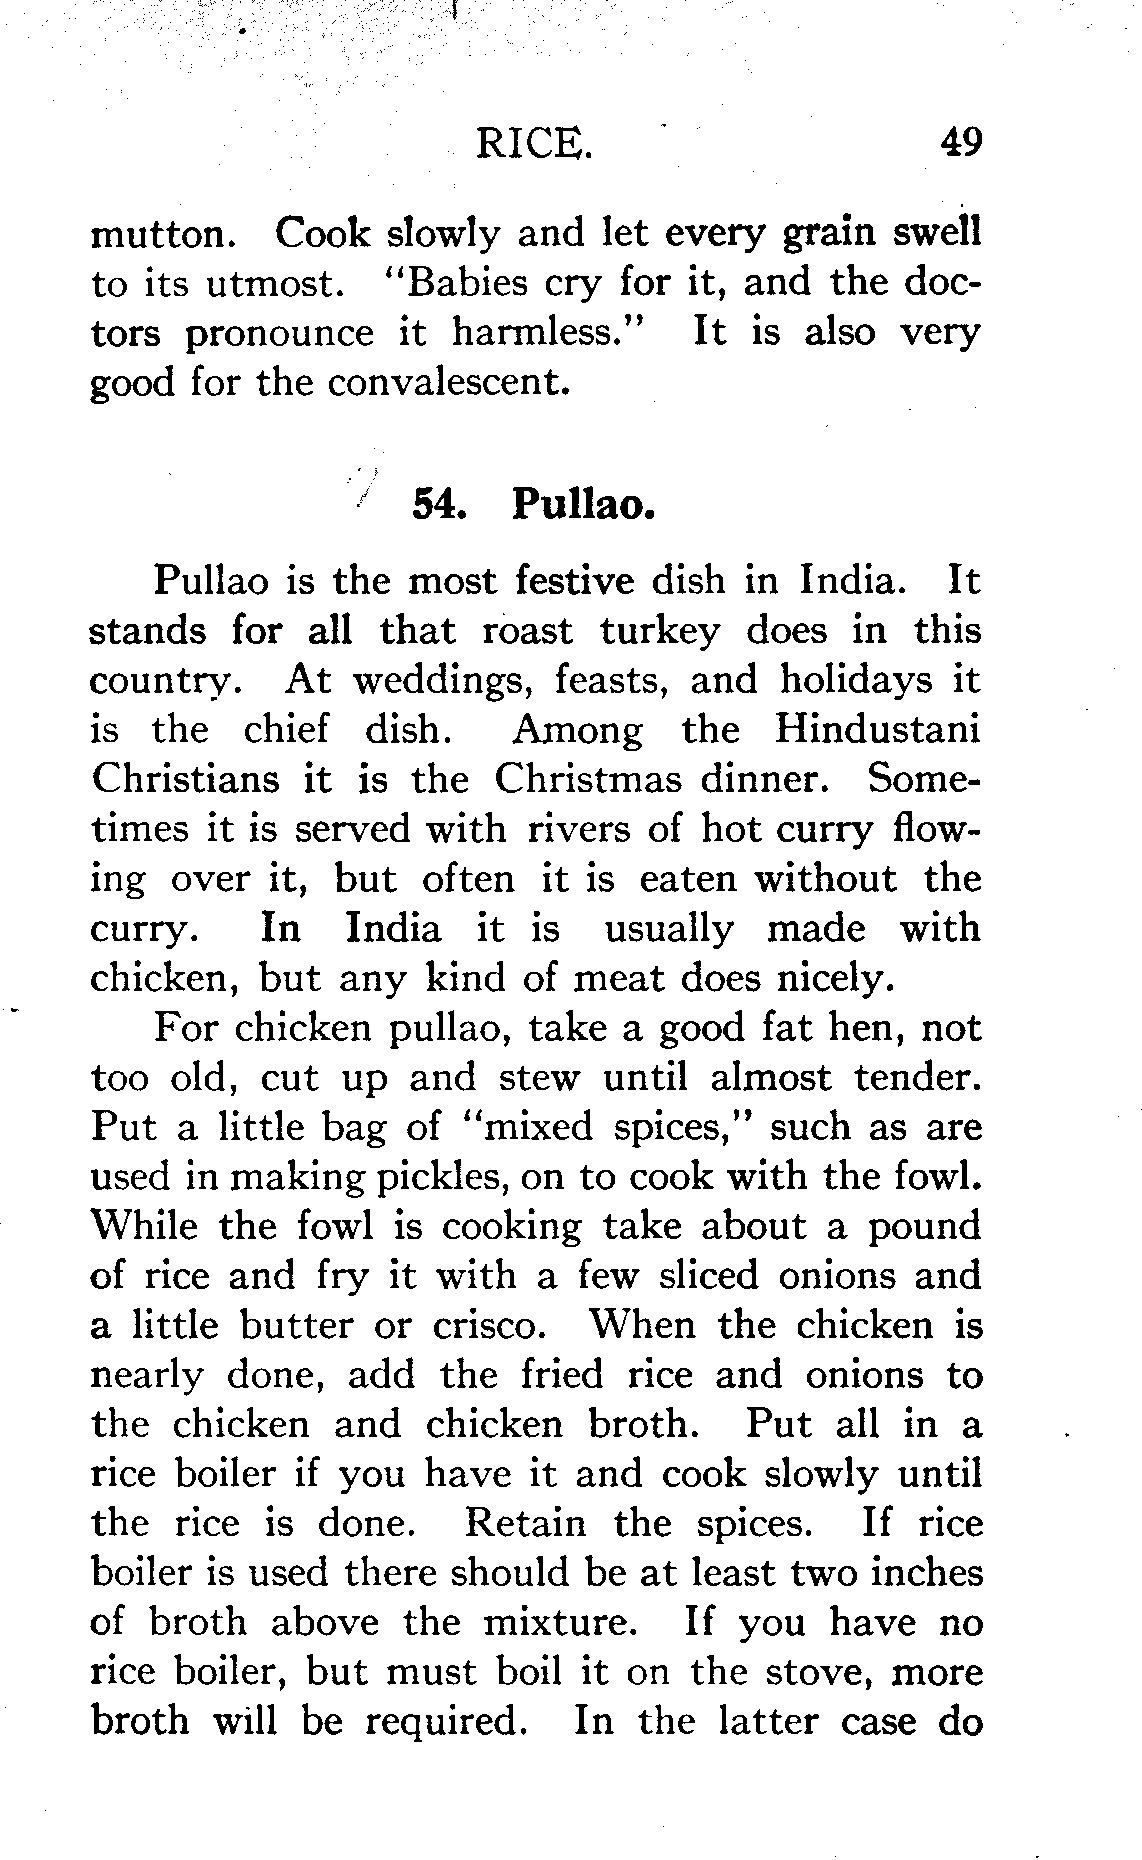 RICE. 49
mutton. Cook slowly and let every grain swell
to its utmost. "Babies cry for it, and the doc-
tors pronounce it harmless." It is also very
good for the convalescent.
54. Pullao.
Pullao is the most festive dish in India. It
stands for all that roast turkey does in this
country. At weddings, feasts, and holidays it
is the chief dish. Among the Hindustani
Christians it is the Christmas dinner. Some-
times it is served with rivers of hot curry flow-
ing over it, but often it is eaten without the
curry. In India it is usually made with
chicken, but any kind of meat does nicely.
For chicken pullao, take a good fat hen, not
too old, cut up and stew until almost tender.
Put a little bag of "mixed spices," such as are
used in making pickles, on to cook with the fowl.
While the fowl is cooking take about a pound
of rice and fry it with a few sliced onions and
a little butter or crisco. When the chicken is
nearly done, add the fried rice and onions to
the chicken and chicken broth. Put all in a
rice boiler if you have it and cook slowly until
the rice is done. Retain the spices. If rice
boiler is used there should be at least two inches
of broth above the mixture. If you have no
rice boiler, but must boil it on the stove, more
broth will be required. In the latter case do